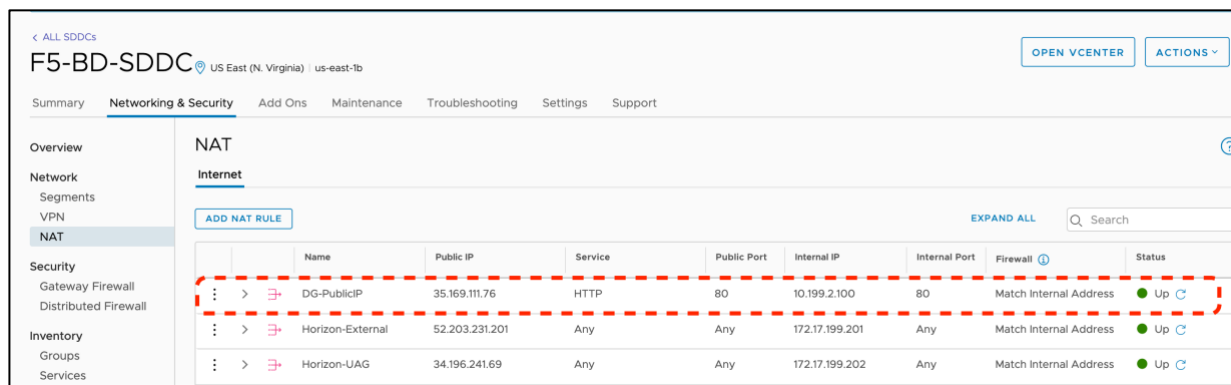 < ALL SDDCs
F5-BD-SDDC US East (N. Virginia) | us-east-1b
OPEN VCENTER
ACTIONS
Summary Networking & Security Add Ons Maintenance Troubleshooting Settings Support
Overview
Network
Segments
VPN
NAT
Security
Gateway Firewall
Distributed Firewall
Inventory
Groups
Services
NAT
Internet
ADD NAT RULE
EXPAND ALL
Search
Name Public IP Service Public Port Internal IP Internal Port Firewall Status
DG-PublicIP 35.169.111.76 HTTP 80 10.199.2.100 80 Match Internal Address Up
Horizon-External 52.203.231.201 Any Any 172.17.199.201 Any Match Internal Address Up
Horizon-UAG 34.196.241.69 Any Any 172.17.199.202 Any Match Internal Address Up